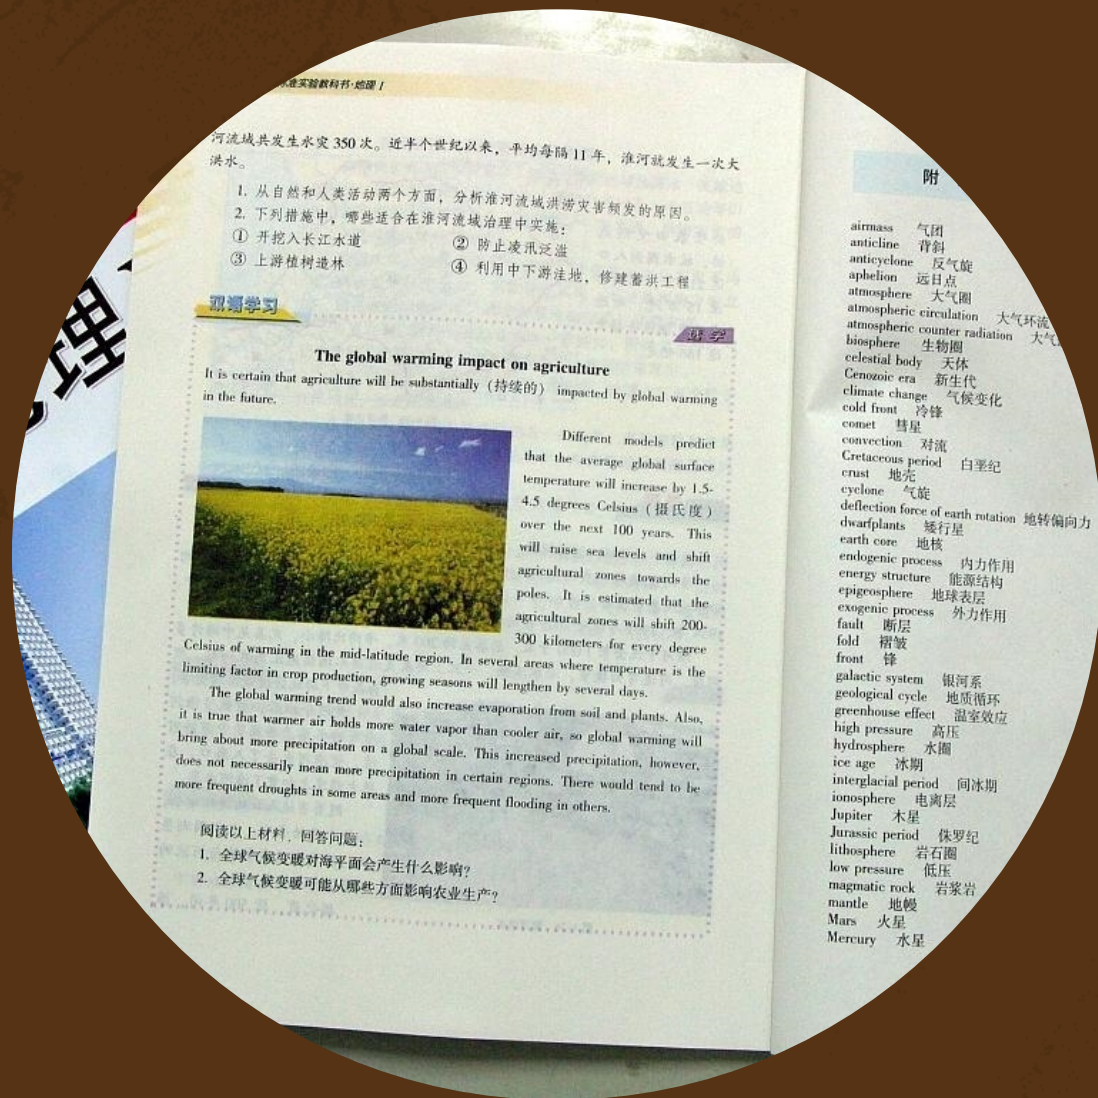 标准实验教科书·地理 I
河流域共发生水灾 350 次。近半个世纪以来，平均每隔 11 年，淮河就发生一次大
洪水。
1. 从自然和人类活动两个方面，分析淮河流域洪涝灾害频发的原因。
2. 下列措施中，哪些适合在淮河流域治理中实施：
① 开挖入长江水道 ② 防止凌汛泛滥
③ 上游植树造林 ④ 利用中下游洼地，修建蓄洪工程
双语学习
选学
The global warming impact on agriculture
It is certain that agriculture will be substantially（持续的） impacted by global warming
in the future.
Different models predict
that the average global surface
temperature will increase by 1.5-
4.5 degrees Celsius（摄氏度）
over the next 100 years. This
will raise sea levels and shift
agricultural zones towards the
poles. It is estimated that the
agricultural zones will shift 200-
300 kilometers for every degree
Celsius of warming in the mid-latitude region. In several areas where temperature is the
limiting factor in crop production, growing seasons will lengthen by several days.
The global warming trend would also increase evaporation from soil and plants. Also,
it is true that warmer air holds more water vapor than cooler air, so global warming will
bring about more precipitation on a global scale. This increased precipitation, however,
does not necessarily mean more precipitation in certain regions. There would tend to be
more frequent droughts in some areas and more frequent flooding in others.
阅读以上材料，回答问题：
1. 全球气候变暖对海平面会产生什么影响？
2. 全球气候变暖可能从哪些方面影响农业生产？
附
airmass 气团
anticline 背斜
anticyclone 反气旋
aphelion 远日点
atmosphere 大气圈
atmospheric circulation 大气环流
atmospheric counter radiation 大气
biosphere 生物圈
celestial body 天体
Cenozoic era 新生代
climate change 气候变化
cold front 冷锋
comet 彗星
convection 对流
Cretaceous period 白垩纪
crust 地壳
cyclone 气旋
deflection force of earth rotation 地转偏向力
dwarfplants 矮行星
earth core 地核
endogenic process 内力作用
energy structure 能源结构
epigeosphere 地球表层
exogenic process 外力作用
fault 断层
fold 褶皱
front 锋
galactic system 银河系
geological cycle 地质循环
greenhouse effect 温室效应
high pressure 高压
hydrosphere 水圈
ice age 冰期
interglacial period 间冰期
ionosphere 电离层
Jupiter 木星
Jurassic period 侏罗纪
lithosphere 岩石圈
low pressure 低压
magmatic rock 岩浆岩
mantle 地幔
Mars 火星
Mercury 水星
理